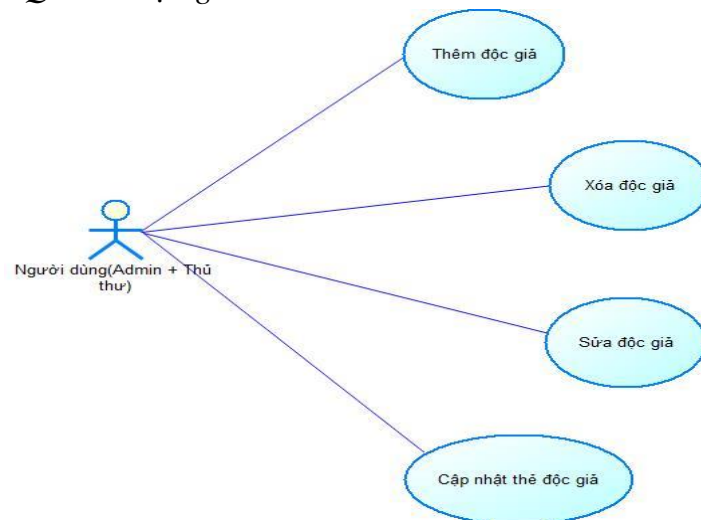 Thêm độc giả
Xóa độc giả
Người dùng(Admin + Thủ
thư)
Sửa độc giả
Cập nhật thẻ độc giả